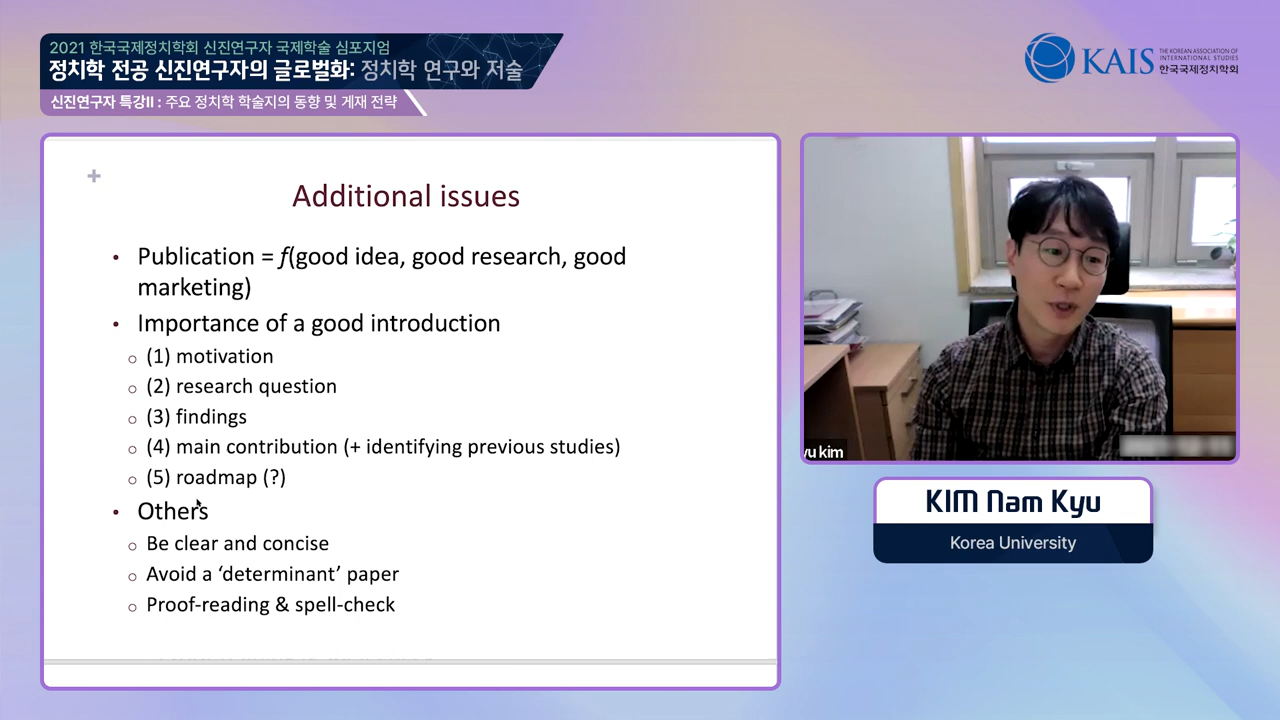 2021 한국국제정치학회 신진연구자 국제학술 심포지엄
정치학 전공 신진연구자의 글로벌화: 정치학 연구와 저술
신진연구자 특강II : 주요 정치학 학술지의 동향 및 게재 전략
KAIS
THE KOREAN ASSOCIATION OF
INTERNATIONAL STUDIES
한국국제정치학회
Additional issues
• Publication = f(good idea, good research, good
marketing)
• Importance of a good introduction
○ (1) motivation
○ (2) research question
○ (3) findings
○ (4) main contribution (+ identifying previous studies)
○ (5) roadmap (?)
• Others
○ Be clear and concise
○ Avoid a ‘determinant’ paper
○ Proof-reading & spell-check
yu kim
KIM Nam Kyu
Korea University